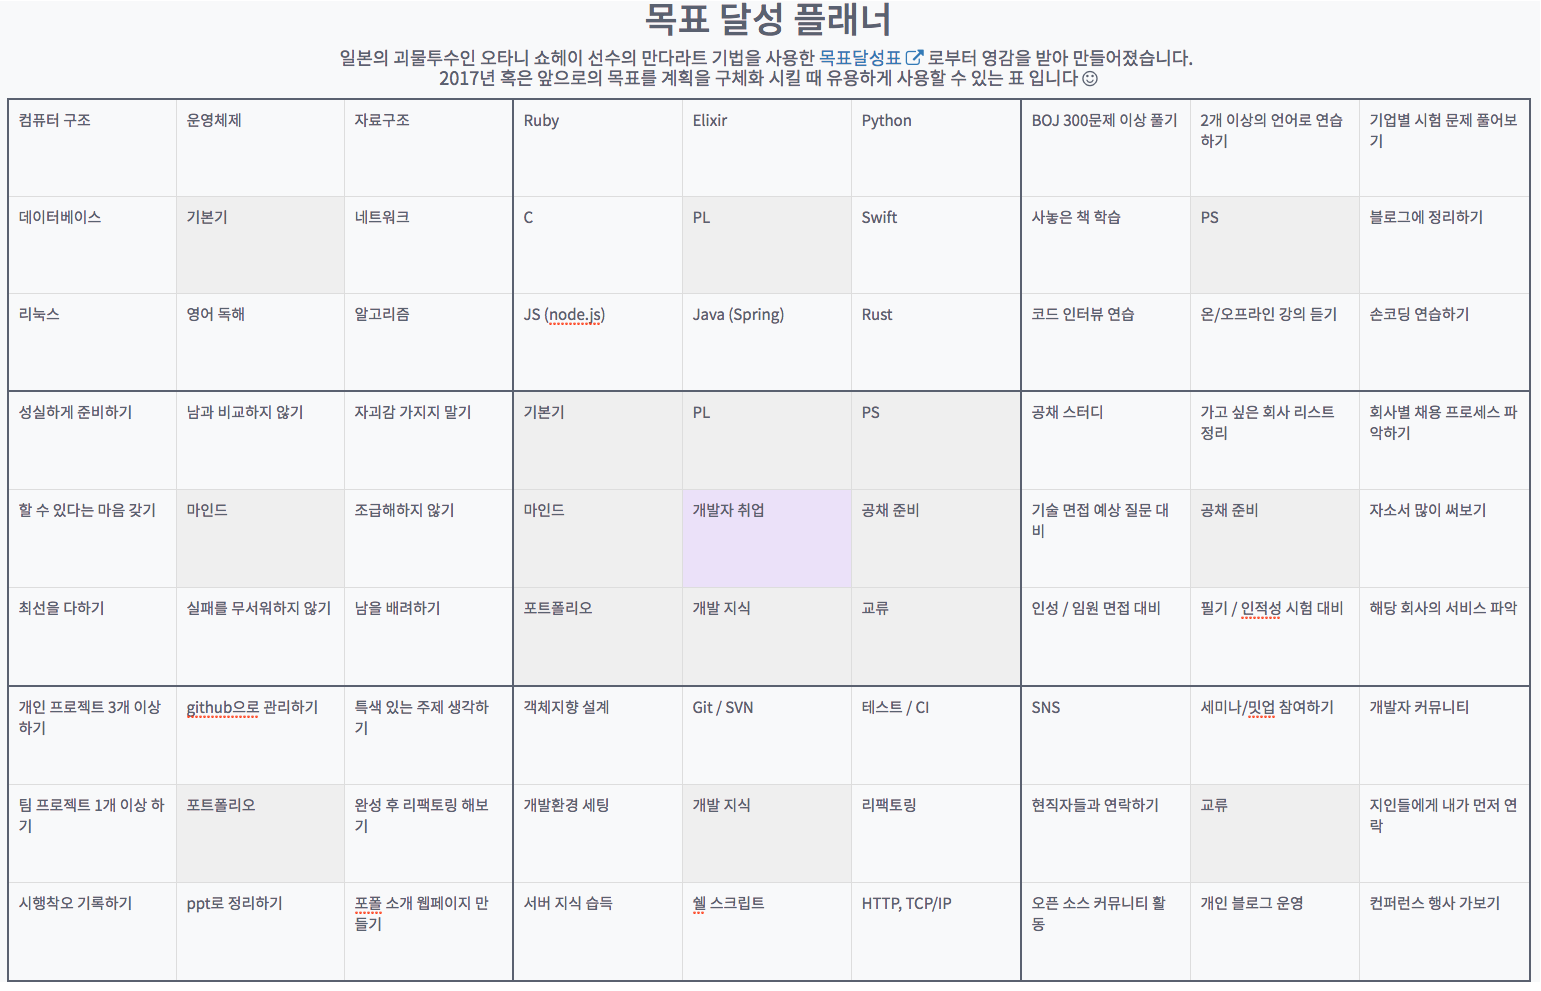 목표 달성 플래너
일본의 괴물투수인 오타니 쇼헤이 선수의 만다라트 기법을 사용한 목표달성표 로부터 영감을 받아 만들어졌습니다.
2017년 혹은 앞으로의 목표를 계획을 구체화 시킬 때 유용하게 사용할 수 있는 표 입니다
컴퓨터 구조
운영체제
자료구조
Ruby
Elixir
Python
BOJ 300문제 이상 풀기
2개 이상의 언어로 연습
하기
기업별 시험 문제 풀어보
기
데이터베이스
기본기
네트워크
C
PL
Swift
사놓은 책 학습
PS
블로그에 정리하기
리눅스
영어 독해
알고리즘
JS (node.js)
Java (Spring)
Rust
코드 인터뷰 연습
온/오프라인 강의 듣기
손코딩 연습하기
성실하게 준비하기
남과 비교하지 않기
자괴감 가지지 말기
기본기
PL
PS
공채 스터디
가고 싶은 회사 리스트
정리
회사별 채용 프로세스 파
악하기
할 수 있다는 마음 갖기
마인드
조급해하지 않기
마인드
개발자 취업
공채 준비
기술 면접 예상 질문 대
비
공채 준비
자소서 많이 써보기
최선을 다하기
실패를 무서워하지 않기
남을 배려하기
포트폴리오
개발 지식
교류
인성 / 임원 면접 대비
필기 / 인적성 시험 대비
해당 회사의 서비스 파악
개인 프로젝트 3개 이상
하기
github으로 관리하기
특색 있는 주제 생각하
기
객체지향 설계
Git / SVN
테스트 / CI
SNS
세미나/밋업 참여하기
개발자 커뮤니티
팀 프로젝트 1개 이상 하
기
포트폴리오
완성 후 리팩토링 해보
기
개발환경 세팅
개발 지식
리팩토링
현직자들과 연락하기
교류
지인들에게 내가 먼저 연
락
시행착오 기록하기
ppt로 정리하기
포폴 소개 웹페이지 만
들기
서버 지식 습득
쉘 스크립트
HTTP, TCP/IP
오픈 소스 커뮤니티 활
동
개인 블로그 운영
컨퍼런스 행사 가보기